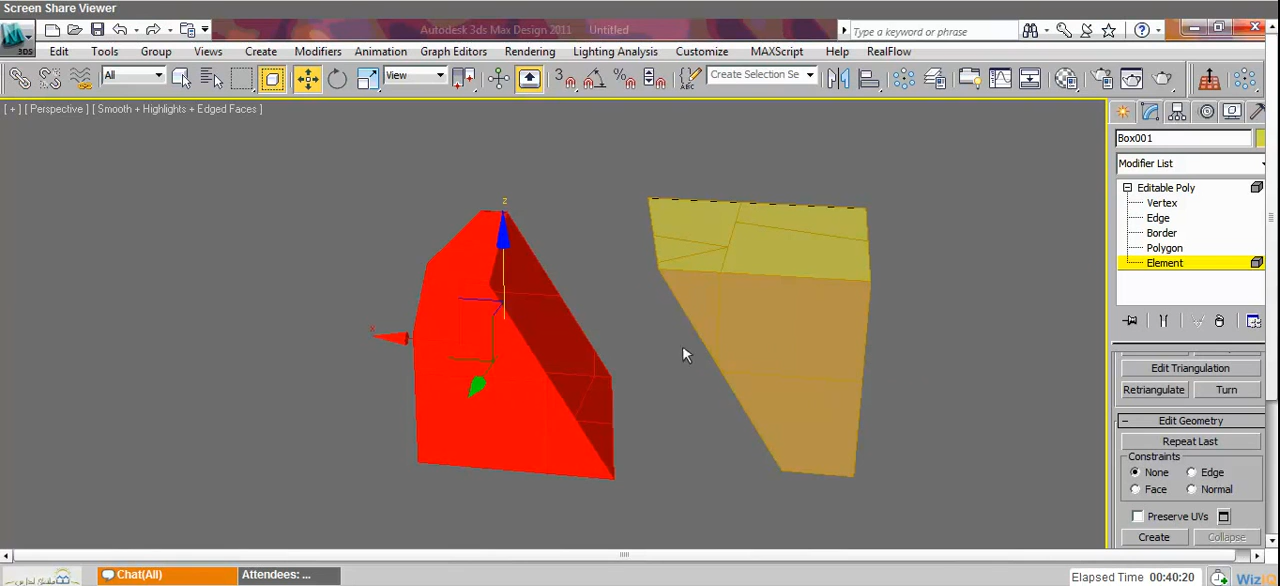 Screen Share Viewer
Autodesk 3ds Max Design 2011 Untitled
Type a keyword or phrase
3DS
Edit Tools Group Views Create Modifiers Animation Graph Editors Rendering Lighting Analysis Customize MAXScript Help RealFlow
All View 3 Create Selection Se
ABC
[ + ] [ Perspective ] [ Smooth + Highlights + Edged Faces ]
Box001
Modifier List
Editable Poly
Vertex
Edge
Border
Polygon
Element
z
x
Edit Triangulation
Retriangulate Turn
Edit Geometry
Repeat Last
Constraints
None Edge
Face Normal
Preserve UVs
Create Collapse
Chat(All) Attendees: ...
Elapsed Time 00:40:20